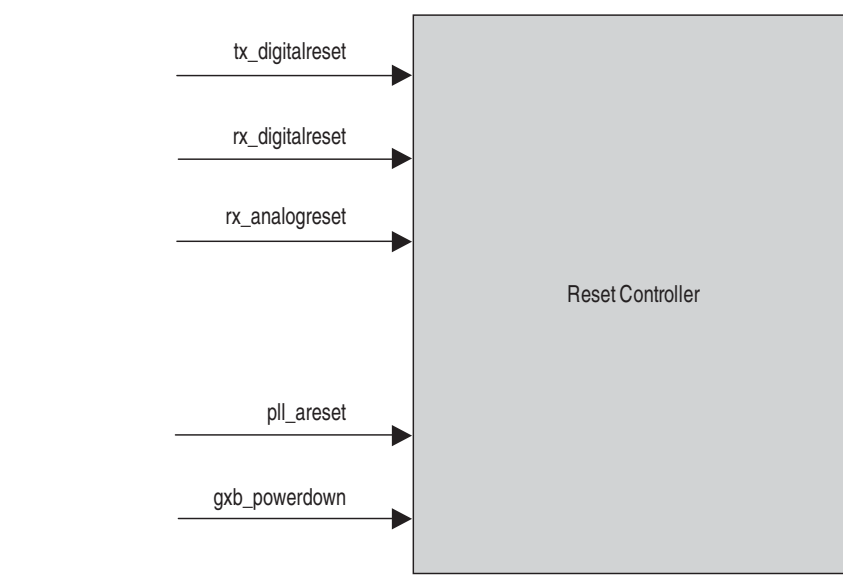 tx_digitalreset
rx_digitalreset
rx_analogreset
Reset Controller
pll_areset
gxb_powerdown